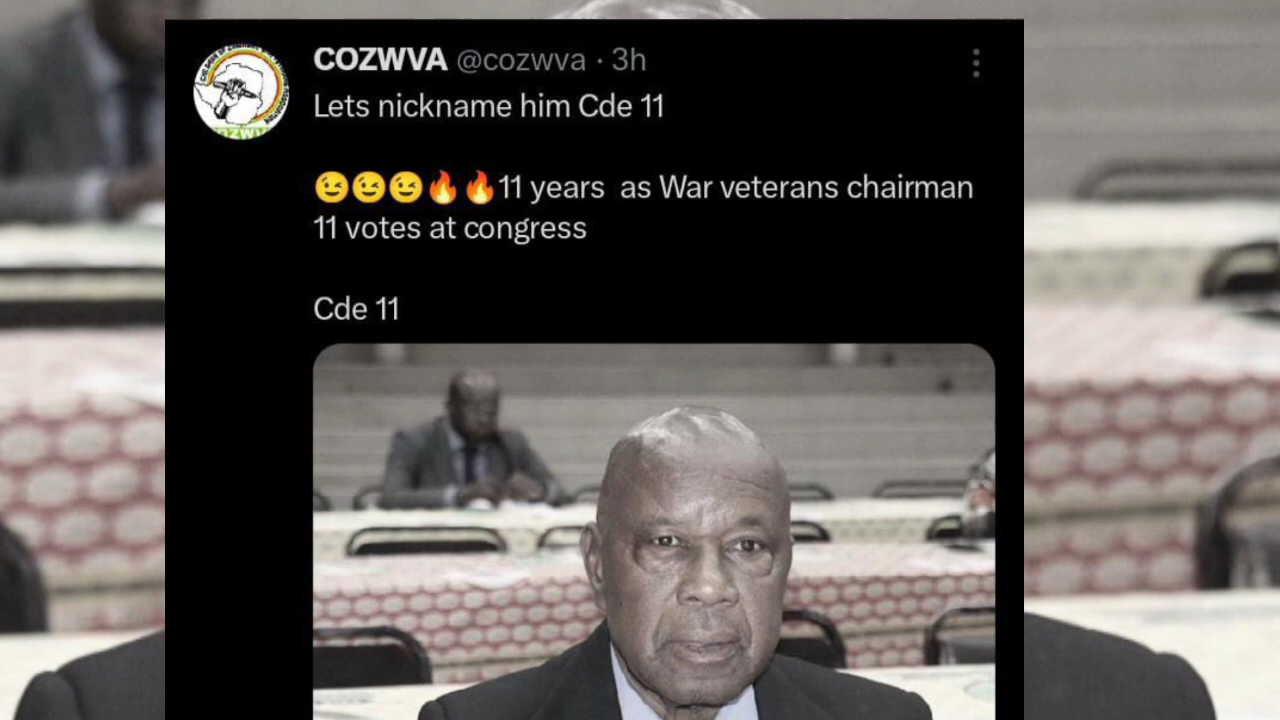 COZWVA @cozwva · 3h
Lets nickname him Cde 11
😉😉😉🔥🔥11 years as War veterans chairman
11 votes at congress
Cde 11